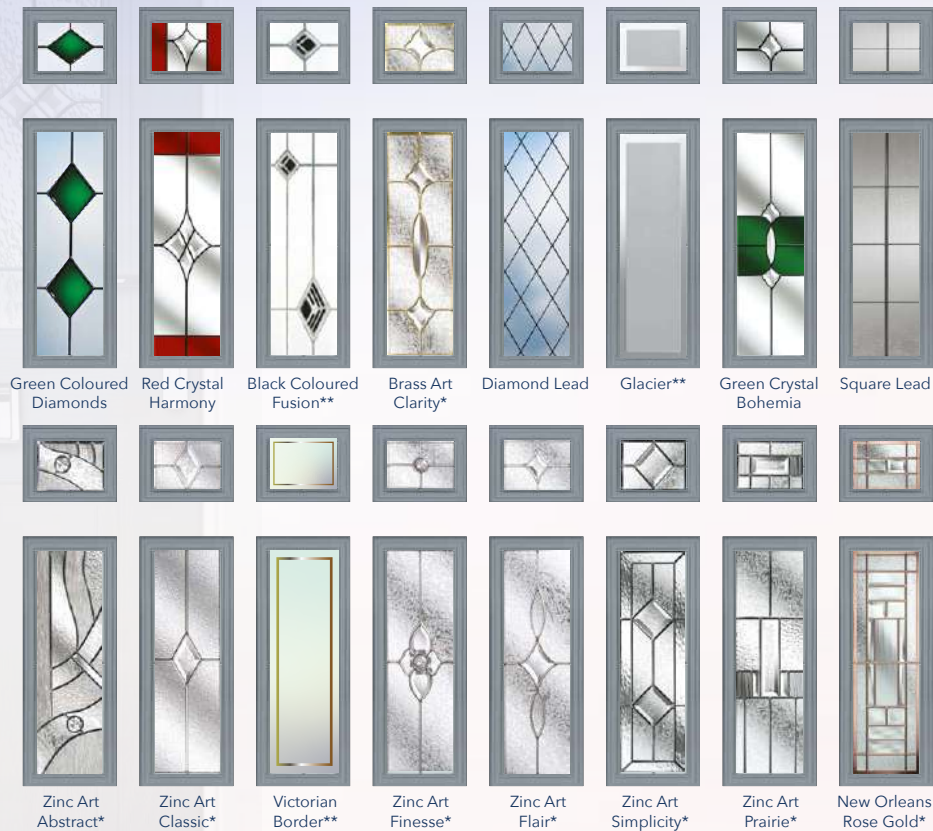 Green Coloured
Diamonds
Red Crystal
Harmony
Black Coloured
Fusion**
Brass Art
Clarity*
Diamond Lead
Glacier**
Green Crystal
Bohemia
Square Lead
Zinc Art
Abstract*
Zinc Art
Classic*
Victorian
Border**
Zinc Art
Finesse*
Zinc Art
Flair*
Zinc Art
Simplicity*
Zinc Art
Prairie*
New Orleans
Rose Gold*